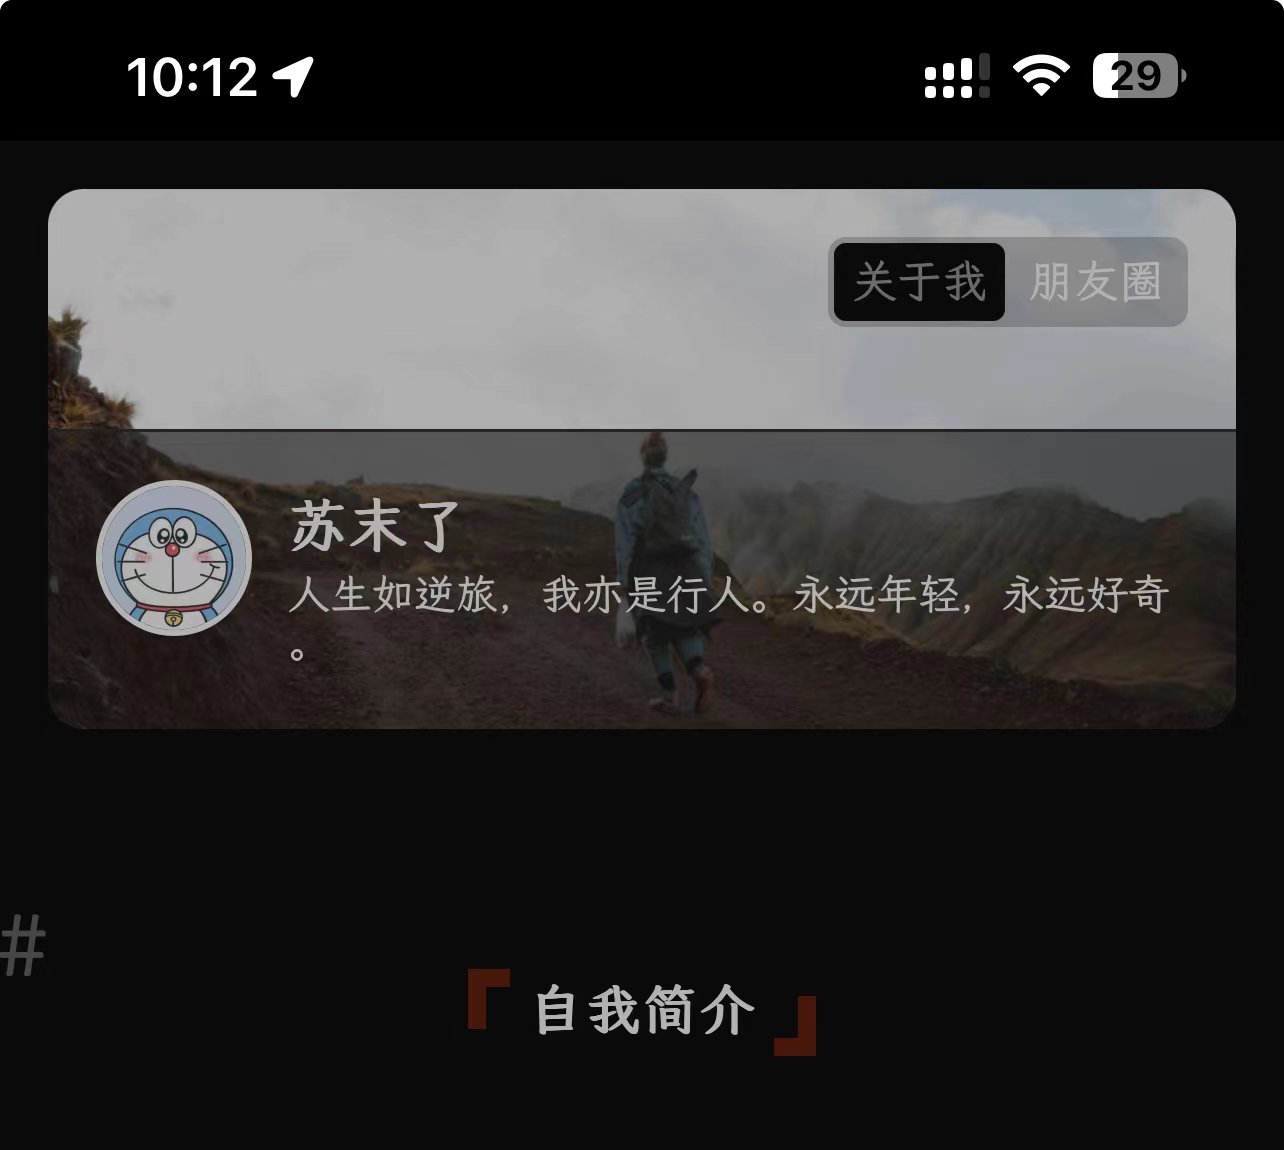 10:12
29
关于我 朋友圈
苏末了
人生如逆旅，我亦是行人。永远年轻，永远好奇
。
#
「自我简介」